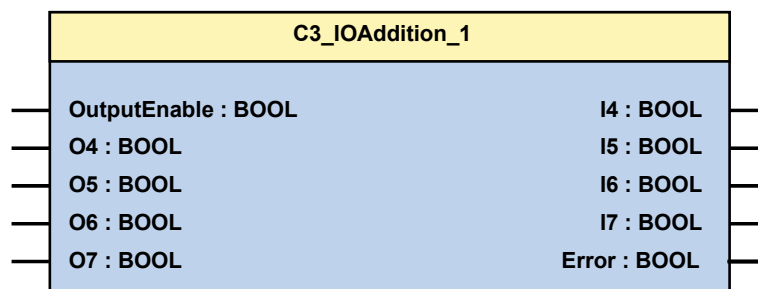 C3_IOAddition_1
OutputEnable : BOOL I4 : BOOL
O4 : BOOL I5 : BOOL
O5 : BOOL I6 : BOOL
O6 : BOOL I7 : BOOL
O7 : BOOL Error : BOOL